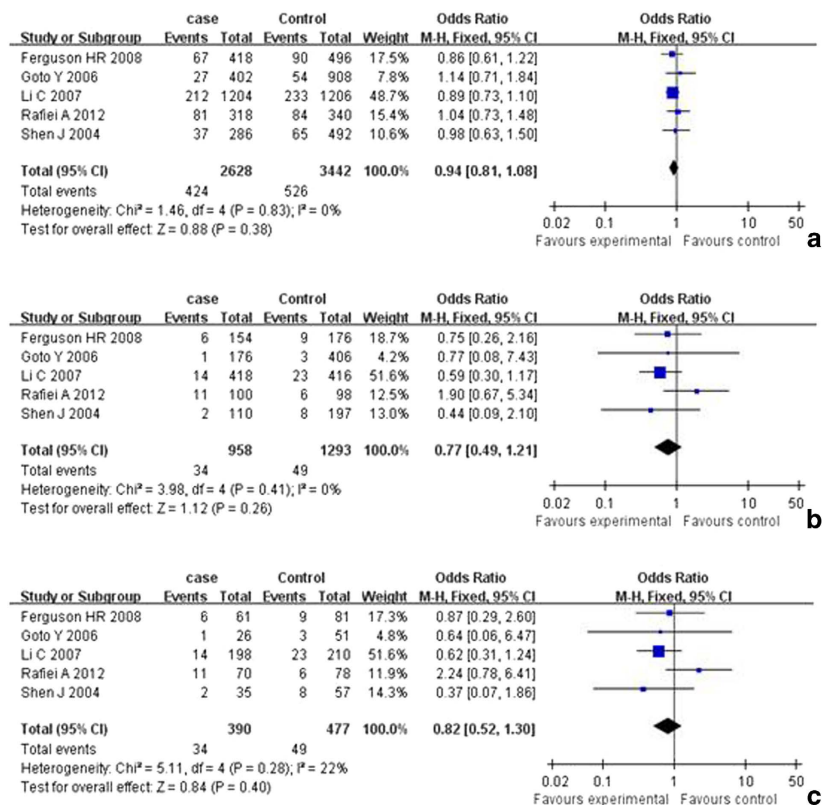 case Control Odds Ratio Odds Ratio
Study or Subgroup Events Total Events Total Weight M-H, Fixed, 95% CI M-H, Fixed, 95% CI
Ferguson HR 2008 67 418 90 496 17.5% 0.86 [0.61, 1.22]
Goto Y 2006 27 402 54 908 7.8% 1.14 [0.71, 1.84]
Li C 2007 212 1204 233 1206 48.7% 0.89 [0.73, 1.10]
Rafiei A 2012 81 318 84 340 15.4% 1.04 [0.73, 1.48]
Shen J 2004 37 286 65 492 10.6% 0.98 [0.63, 1.50]
Total (95% CI) 2628 3442 100.0% 0.94 [0.81, 1.08]
Total events 424 526
Heterogeneity: Chi² = 1.46, df = 4 (P = 0.83); I² = 0%
Test for overall effect: Z = 0.88 (P = 0.38)
0.02 0.1 1 10 50
Favours experimental Favours control
a
case Control Odds Ratio Odds Ratio
Study or Subgroup Events Total Events Total Weight M-H, Fixed, 95% CI M-H, Fixed, 95% CI
Ferguson HR 2008 6 154 9 176 18.7% 0.75 [0.26, 2.16]
Goto Y 2006 1 176 3 406 4.2% 0.77 [0.08, 7.43]
Li C 2007 14 418 23 416 51.6% 0.59 [0.30, 1.17]
Rafiei A 2012 11 100 6 98 12.5% 1.90 [0.67, 5.34]
Shen J 2004 2 110 8 197 13.0% 0.44 [0.09, 2.10]
Total (95% CI) 958 1293 100.0% 0.77 [0.49, 1.21]
Total events 34 49
Heterogeneity: Chi² = 3.98, df = 4 (P = 0.41); I² = 0%
Test for overall effect: Z = 1.12 (P = 0.26)
0.02 0.1 1 10 50
Favours experimental Favours control
b
case Control Odds Ratio Odds Ratio
Study or Subgroup Events Total Events Total Weight M-H, Fixed, 95% CI M-H, Fixed, 95% CI
Ferguson HR 2008 6 61 9 81 17.3% 0.87 [0.29, 2.60]
Goto Y 2006 1 26 3 51 4.8% 0.64 [0.06, 6.47]
Li C 2007 14 198 23 210 51.6% 0.62 [0.31, 1.24]
Rafiei A 2012 11 70 6 78 11.9% 2.24 [0.78, 6.41]
Shen J 2004 2 35 8 57 14.3% 0.37 [0.07, 1.86]
Total (95% CI) 390 477 100.0% 0.82 [0.52, 1.30]
Total events 34 49
Heterogeneity: Chi² = 5.11, df = 4 (P = 0.28); I² = 22%
Test for overall effect: Z = 0.84 (P = 0.40)
0.02 0.1 1 10 50
Favours experimental Favours control
c